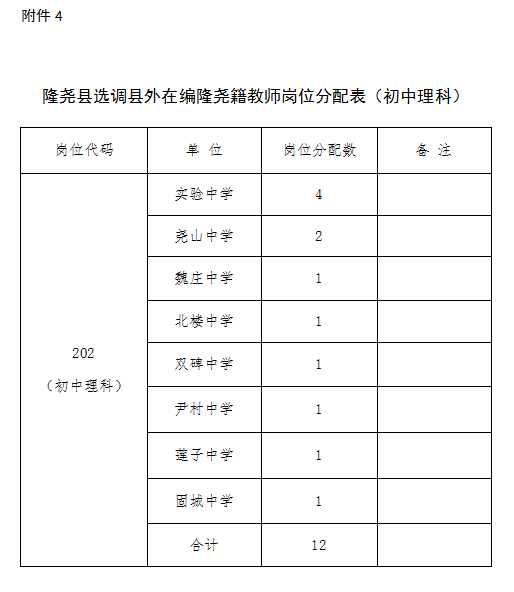 附件 4
隆尧县选调县外在编隆尧籍教师岗位分配表（初中理科）
岗位代码 单 位 岗位分配数 备 注
实验中学 4
尧山中学 2
魏庄中学 1
北楼中学 1
202
（初中理科）
双碑中学 1
尹村中学 1
莲子中学 1
固城中学 1
合计 12